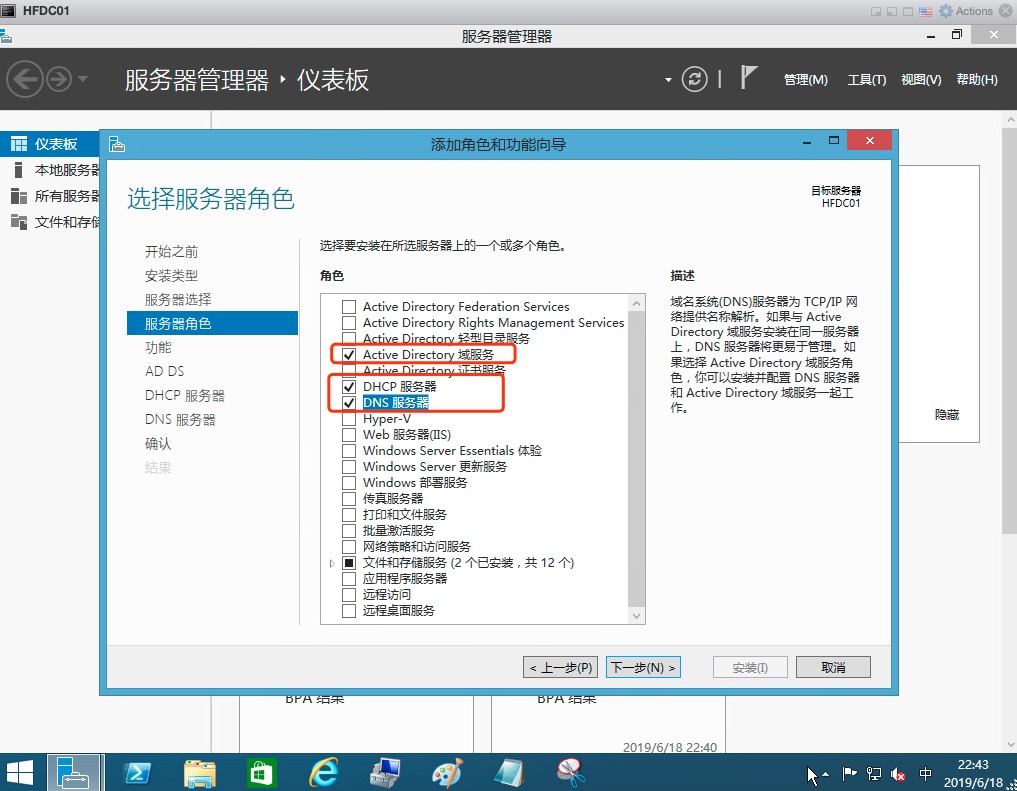 HFDC01
Actions
服务器管理器
服务器管理器 · 仪表板
管理(M) 工具(T) 视图(V) 帮助(H)
仪表板
本地服务器
所有服务器
文件和存储
添加角色和功能向导
选择服务器角色
目标服务器
HFDC01
开始之前
安装类型
服务器选择
服务器角色
功能
AD DS
DHCP 服务器
DNS 服务器
确认
结果
选择要安装在所选服务器上的一个或多个角色。
角色
Active Directory Federation Services
Active Directory Rights Management Services
Active Directory 轻型目录服务
Active Directory 域服务
Active Directory 证书服务
DHCP 服务器
DNS 服务器
Hyper-V
Web 服务器(IIS)
Windows Server Essentials 体验
Windows Server 更新服务
Windows 部署服务
传真服务器
打印和文件服务
批量激活服务
网络策略和访问服务
文件和存储服务 (2 个已安装，共 12 个)
应用程序服务器
远程访问
远程桌面服务
描述
域名系统(DNS)服务器为 TCP/IP 网
络提供名称解析。如果与 Active
Directory 域服务安装在同一服务器
上，DNS 服务器将更易于管理。如
果选择 Active Directory 域服务角
色，你可以安装并配置 DNS 服务器
和 Active Directory 域服务一起工
作。
隐藏
< 上一步(P)
下一步(N) >
安装(I)
取消
BPA 结果
BPA 结果
2019/6/18 22:40
中
22:43
2019/6/18